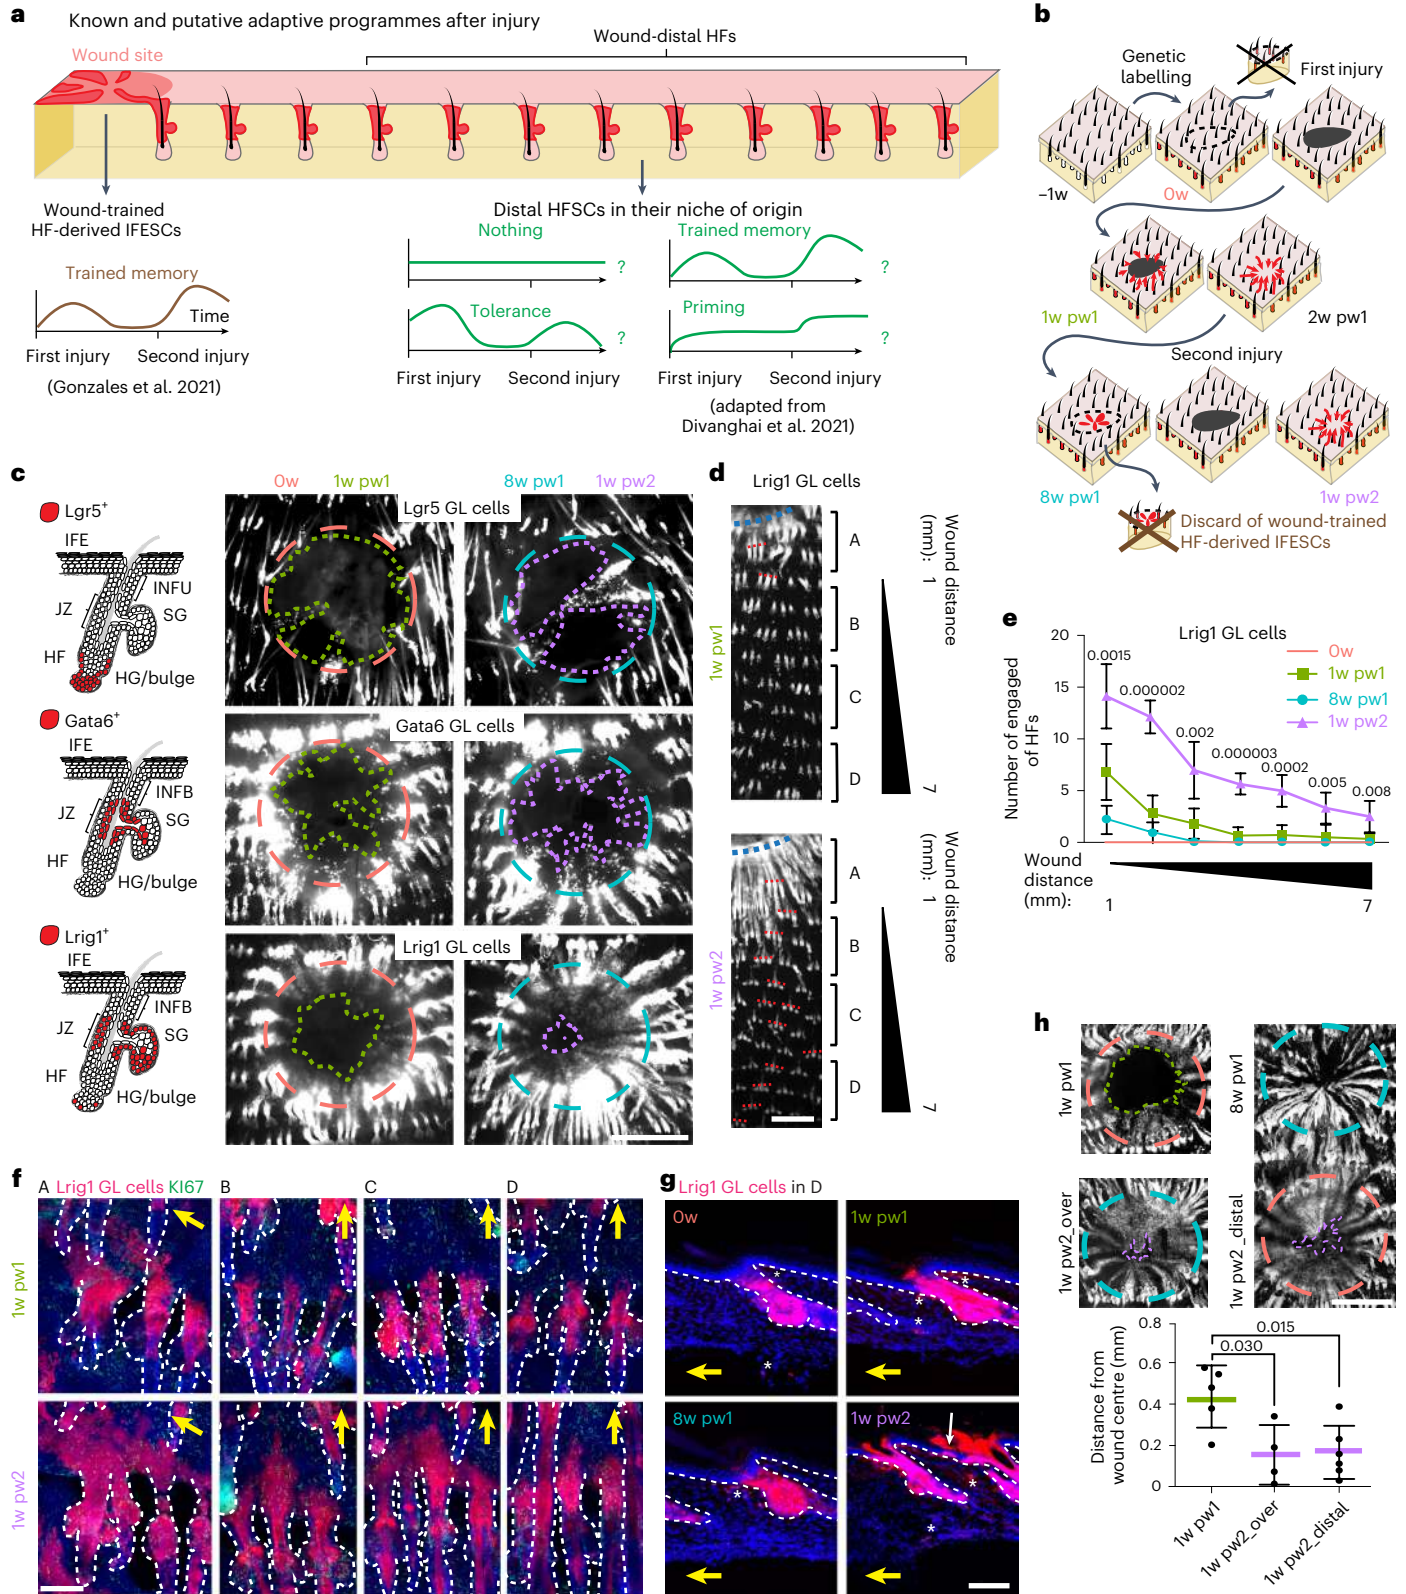 a
Known and putative adaptive programmes after injury
Wound site
Wound-distal HFs
Wound-trained
HF-derived IFESCs
Trained memory
Time
First injury
Second injury
(Gonzales et al. 2021)
Distal HFSCs in their niche of origin
Nothing
?
Trained memory
?
Tolerance
?
Priming
?
First injury
Second injury
First injury
Second injury
(adapted from
Divanghai et al. 2021)
b
Genetic
labelling
First injury
–1w
0w
1w pw1
2w pw1
Second injury
8w pw1
1w pw2
Discard of wound-trained
HF-derived IFESCs
c
0w
1w pw1
8w pw1
1w pw2
Lgr5+
IFE
INFU
JZ
SG
HF
HG/bulge
Lgr5 GL cells
Gata6+
IFE
INFB
JZ
SG
HF
HG/bulge
Gata6 GL cells
Lrig1+
IFE
INFB
JZ
SG
HF
HG/bulge
Lrig1 GL cells
d
Lrig1 GL cells
1w pw1
A
B
C
D
Wound distance
(mm): 1
7
1w pw2
A
B
C
D
Wound distance
(mm): 1
7
e
Lrig1 GL cells
Number of engaged
of HFs
20
15
10
5
0
0.0015
0.000002
0.002
0.000003
0.0002
0.005
0.008
0w
1w pw1
8w pw1
1w pw2
Wound
distance
(mm):
1
7
f
A
Lrig1 GL cells KI67
B
C
D
1w pw1
1w pw2
g
Lrig1 GL cells in D
0w
1w pw1
*
*
*
*
*
8w pw1
1w pw2
*
*
*
h
1w pw1
8w pw1
1w pw2_over
1w pw2_distal
Distance from
wound centre (mm)
0.8
0.6
0.4
0.2
0
0.015
0.030
1w pw1
1w pw2_over
1w pw2_distal